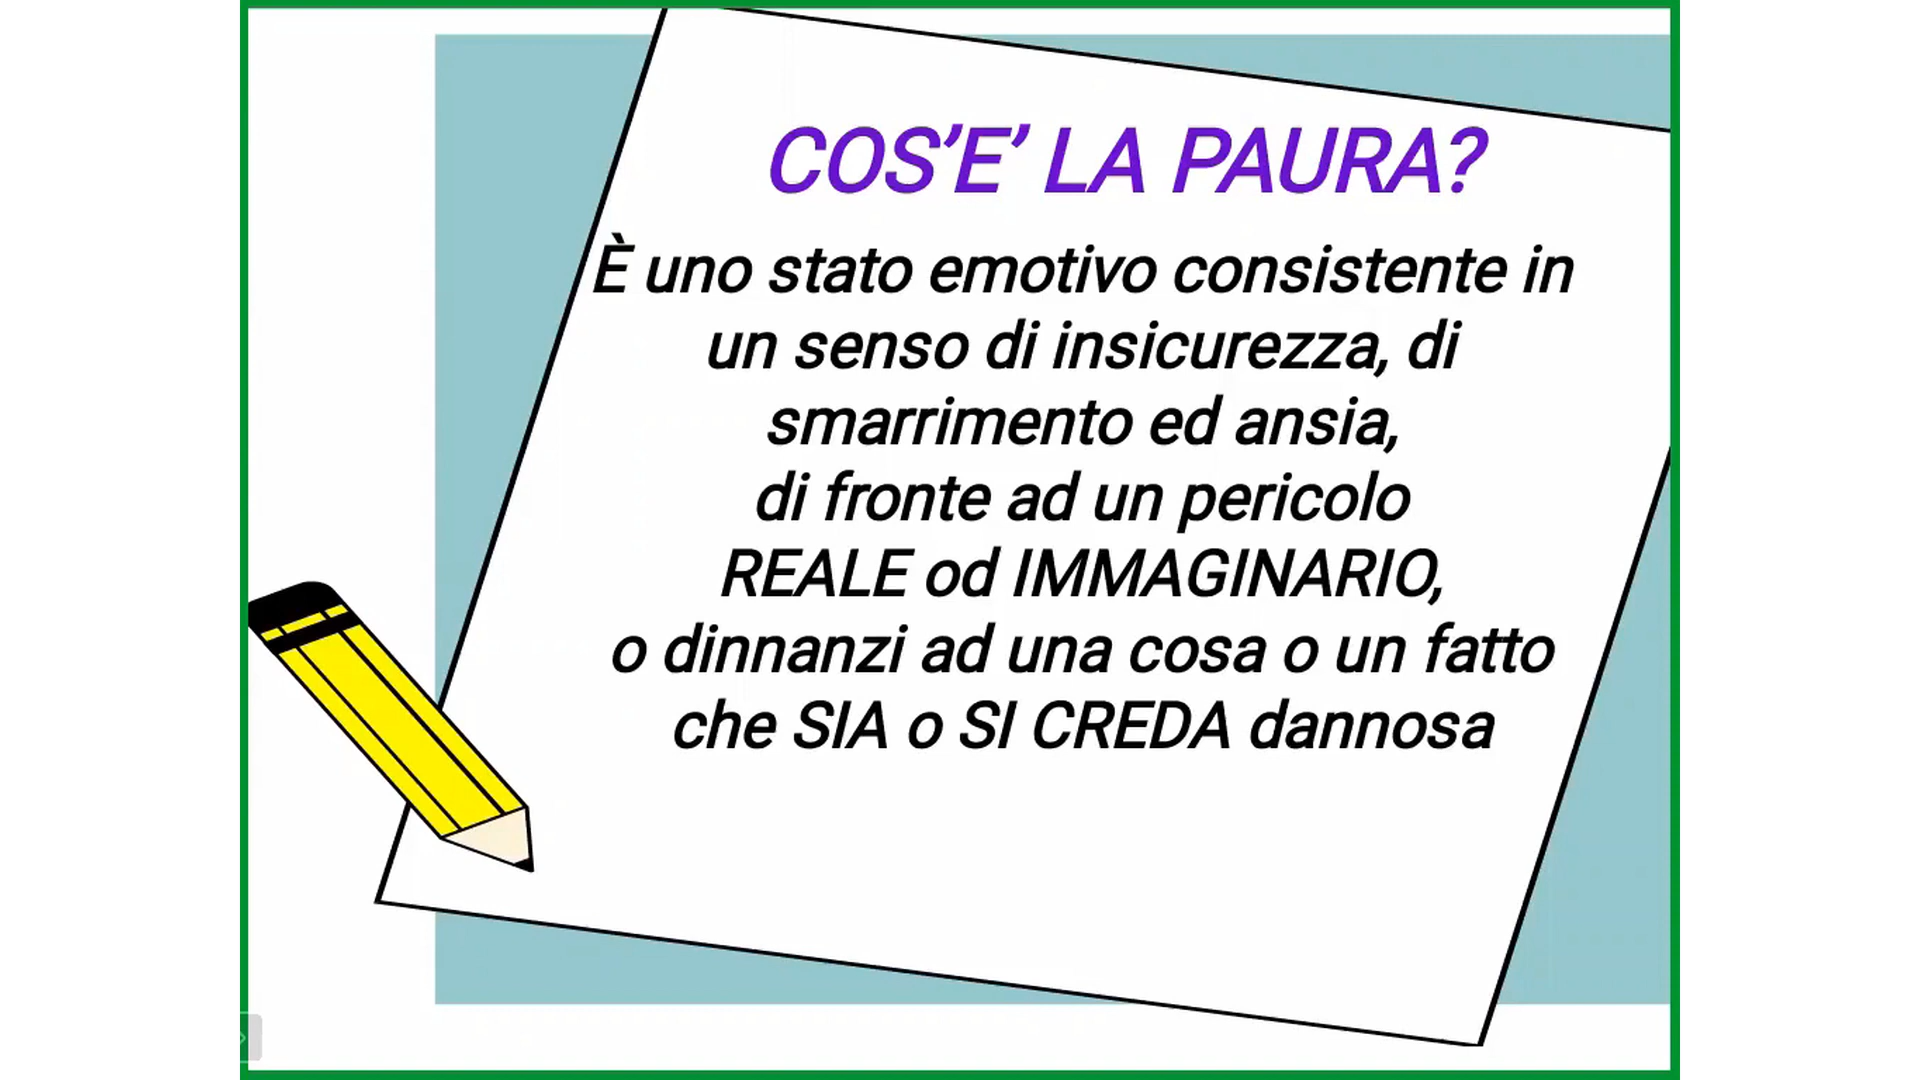 COS’E’ LA PAURA?
È uno stato emotivo consistente in
un senso di insicurezza, di
smarrimento ed ansia,
di fronte ad un pericolo
REALE od IMMAGINARIO,
o dinnanzi ad una cosa o un fatto
che SIA o SI CREDA dannosa